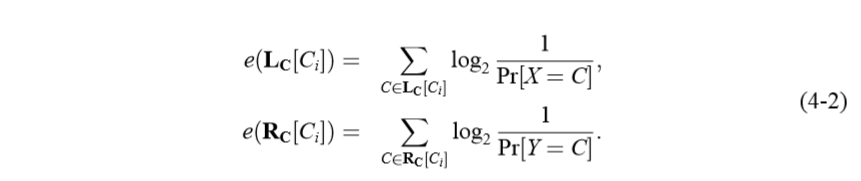 e(L_C[C_i]) = ∑_{C∈L_C[C_i]} log_2 1/Pr[X = C],
e(R_C[C_i]) = ∑_{C∈R_C[C_i]} log_2 1/Pr[Y = C].
(4-2)